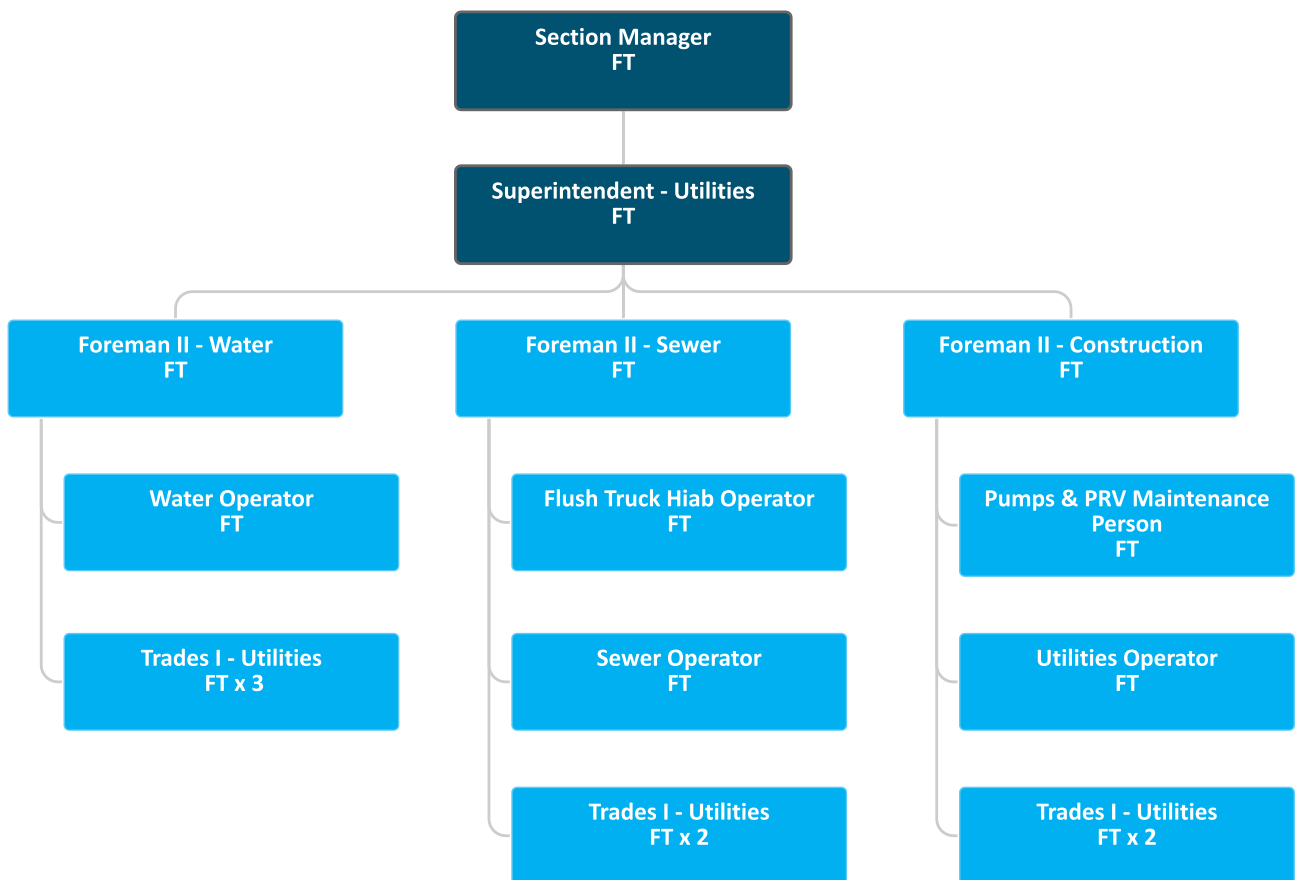 Section Manager
FT
Superintendent - Utilities
FT
Foreman II - Water
FT
Foreman II - Sewer
FT
Foreman II - Construction
FT
Water Operator
FT
Flush Truck Hiab Operator
FT
Pumps & PRV Maintenance
Person
FT
Trades I - Utilities
FT x 3
Sewer Operator
FT
Utilities Operator
FT
Trades I - Utilities
FT x 2
Trades I - Utilities
FT x 2